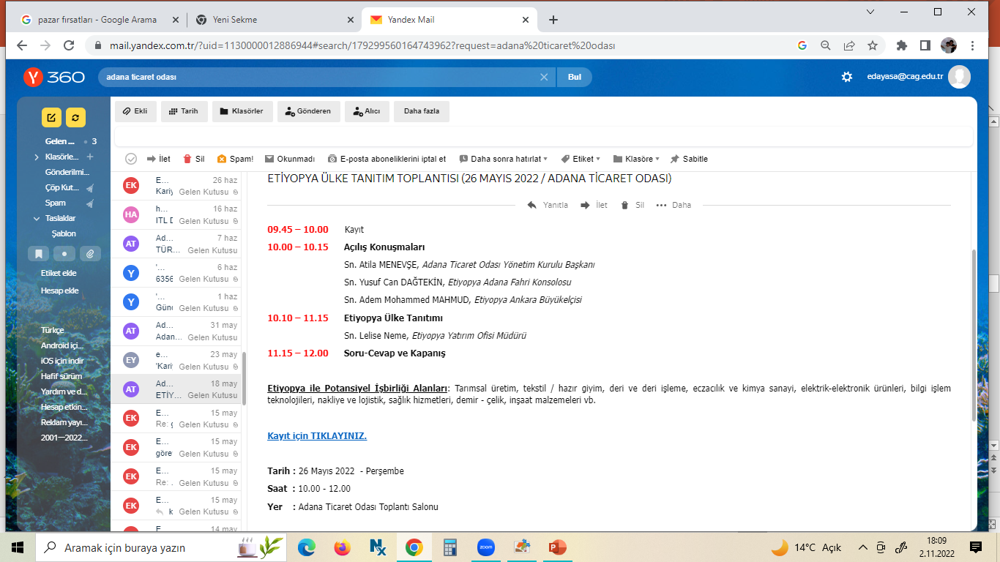 pazar fırsatları - Google Arama
Yeni Sekme
Yandex Mail
mail.yandex.com.tr/?uid=1130000012886944#search/179299560164743962?request=adana%20ticaret%20odası
Y 360
adana ticaret odası
Bul
edayasa@cag.edu.tr
Ekli
Tarih
Klasörler
Gönderen
Alıcı
Daha fazla
İlet
Sil
Spam!
Okunmadı
E-posta aboneliklerini iptal et
Daha sonra hatırlat
Etiket
Klasöre
Sabitle
Gelen ... 3
Klasörle... +
Gönderilmi...
Çöp Kut...
Spam
Taslaklar
Şablon
Etiket ekle
Hesap ekle
Türkçe
Android içi...
iOS için indir
Hafif sürüm
Yardım ve d...
Hesap etkin...
Reklam yayı...
2001—2022...
EK E... 26 haz
Kariy Gelen Kutusu
HA h... 16 haz
ITL D Gelen Kutusu
AT Ad... 7 haz
TÜR... Gelen Kutusu
Y '... 6 haz
6356 Gelen Kutusu
Y '... 1 haz
Günc Gelen Kutusu
AT Ad... 31 may
Adan... Gelen Kutusu
EY e... 23 may
'Kari Gelen Kutusu
AT Ad... 18 may
ETİY... Gelen Kutusu
EK E... 15 may
Re: g Gelen Kutusu
EK E... 15 may
göre Gelen Kutusu
EK E... 15 may
Re: . Gelen Kutusu
EK E... 15 may
k Gelen Kutusu
E... 14 may
ETİYOPYA ÜLKE TANITIM TOPLANTISI (26 MAYIS 2022 / ADANA TİCARET ODASI)
Yanıtla İlet Sil Daha
09.45 – 10.00 Kayıt
10.00 – 10.15 Açılış Konuşmaları
Sn. Atila MENEVŞE, Adana Ticaret Odası Yönetim Kurulu Başkanı
Sn. Yusuf Can DAĞTEKİN, Etiyopya Adana Fahri Konsolosu
Sn. Adem Mohammed MAHMUD, Etiyopya Ankara Büyükelçisi
10.10 – 11.15 Etiyopya Ülke Tanıtımı
Sn. Lelise Neme, Etiyopya Yatırım Ofisi Müdürü
11.15 – 12.00 Soru-Cevap ve Kapanış
Etiyopya ile Potansiyel İşbirliği Alanları: Tarımsal üretim, tekstil / hazır giyim, deri ve deri işleme, eczacılık ve kimya sanayi, elektrik-elektronik ürünleri, bilgi işlem
teknolojileri, nakliye ve lojistik, sağlık hizmetleri, demir - çelik, inşaat malzemeleri vb.
Kayıt için TIKLAYINIZ.
Tarih : 26 Mayıs 2022 - Perşembe
Saat : 10.00 - 12.00
Yer : Adana Ticaret Odası Toplantı Salonu
Aramak için buraya yazın
zoom
14°C Açık
18:09
2.11.2022